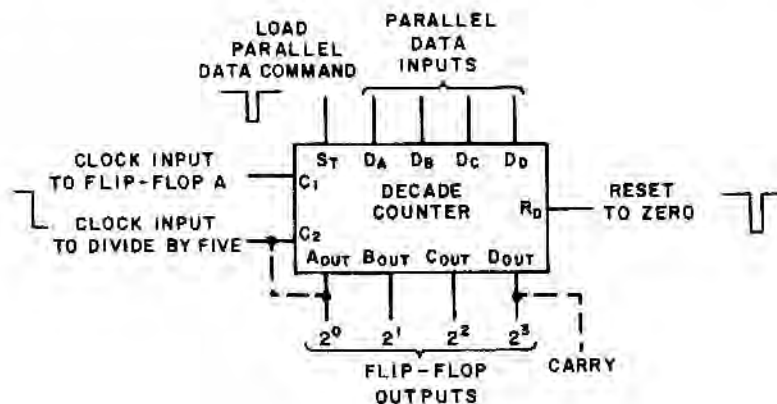 LOAD
PARALLEL
DATA COMMAND
PARALLEL
DATA
INPUTS
CLOCK INPUT
TO FLIP-FLOP A
CLOCK INPUT
TO DIVIDE BY FIVE
ST DA DB DC DD
C1
DECADE
COUNTER
RD
C2
AOUT BOUT COUT DOUT
RESET
TO ZERO
2⁰ 2¹ 2² 2³
CARRY
FLIP-FLOP
OUTPUTS